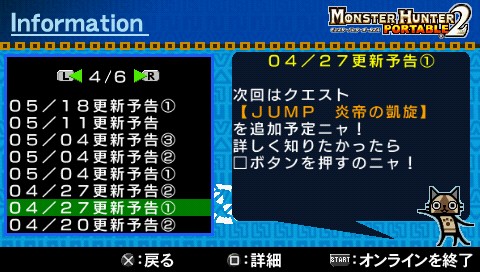 Information
MONSTER HUNTER
PORTABLE 2
L 4/6 R
05/18更新予告①
05/11更新予告
05/04更新予告③
05/04更新予告②
05/04更新予告①
04/27更新予告②
04/27更新予告①
04/20更新予告②
04/27更新予告①
次回はクエスト
【JUMP 炎帝の凱旋】
を追加予定ニャ!
詳しく知りたかったら
□ボタンを押すのニャ!
×:戻る □:詳細 START:オンラインを終了